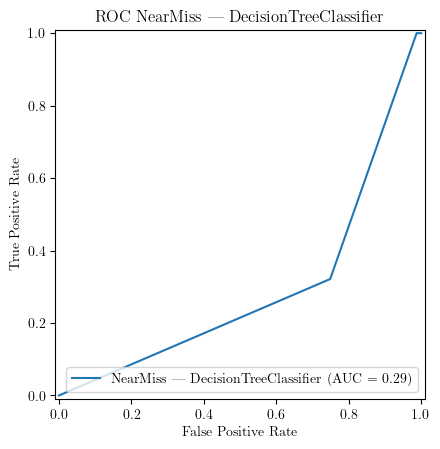 ROC NearMiss — DecisionTreeClassifier
1.0
0.8
0.6
0.4
0.2
0.0
True Positive Rate
NearMiss — DecisionTreeClassifier (AUC = 0.29)
0.0 0.2 0.4 0.6 0.8 1.0
False Positive Rate